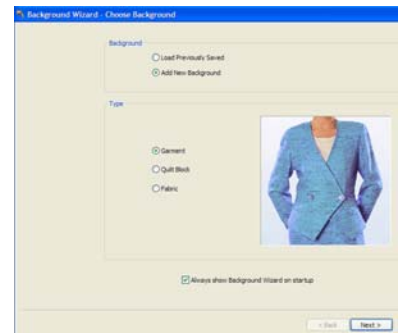 Background Wizard - Choose Background
Background
Load Previously Saved
Add New Background
Type
Garment
Quilt Block
Fabric
Always show Background Wizard on startup
< Back
Next >